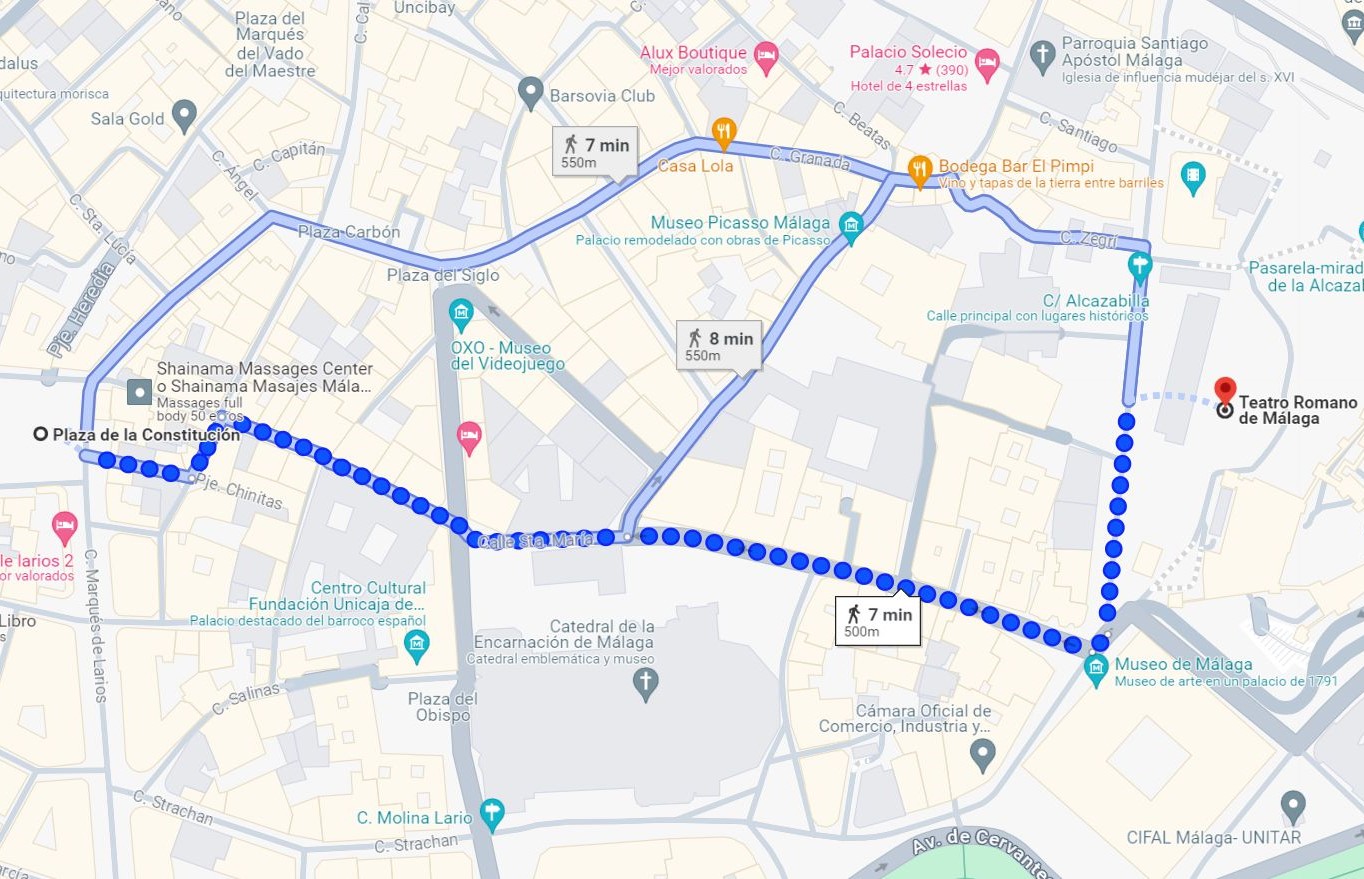 Uncibay
Plaza del
Marqués
del Vado
del Maestre
C. Cal
dalus
quitectura morisca
Sala Gold
Alux Boutique
Mejor valorados
Palacio Solecio
4.7 ★ (390)
Hotel de 4 estrellas
Parroquia Santiago
Apóstol Málaga
Iglesia de influencia mudéjar del s. XVI
Barsovia Club
C. Beatas
C. Santiago
C. Capitán
C. Ángel
7 min
550m
Casa Lola
C. Granada
Bodega Bar El Pimpi
Vino y tapas de la tierra entre barriles
C. Sta. Lucía
Plaza Carbón
Museo Picasso Málaga
Palacio remodelado con obras de Picasso
C. Zegrí
Plaza del Siglo
Pje. Heredia
Pasarela-mirad
de la Alcazal
C/ Alcazabilla
Calle principal con lugares históricos
OXO - Museo
del Videojuego
8 min
550m
Shainama Massages Center
o Shainama Masajes Mála...
Massages full
body 50 euros
Plaza de la Constitución
Teatro Romano
de Málaga
Pje. Chinitas
Calle Sta. María
le larios 2
or valorados
C. Marqués de Larios
Libro
s
Centro Cultural
Fundación Unicaja de...
Palacio destacado del barroco español
7 min
500m
Catedral de la
Encarnación de Málaga
Catedral emblemática y museo
Museo de Málaga
Museo de arte en un palacio de 1791
C. Salinas
Plaza del
Obispo
Cámara Oficial de
Comercio, Industria y...
C. Strachan
C. Molina Lario
C. Strachan
Av. de Cervantes
CIFAL Málaga- UNITAR
García